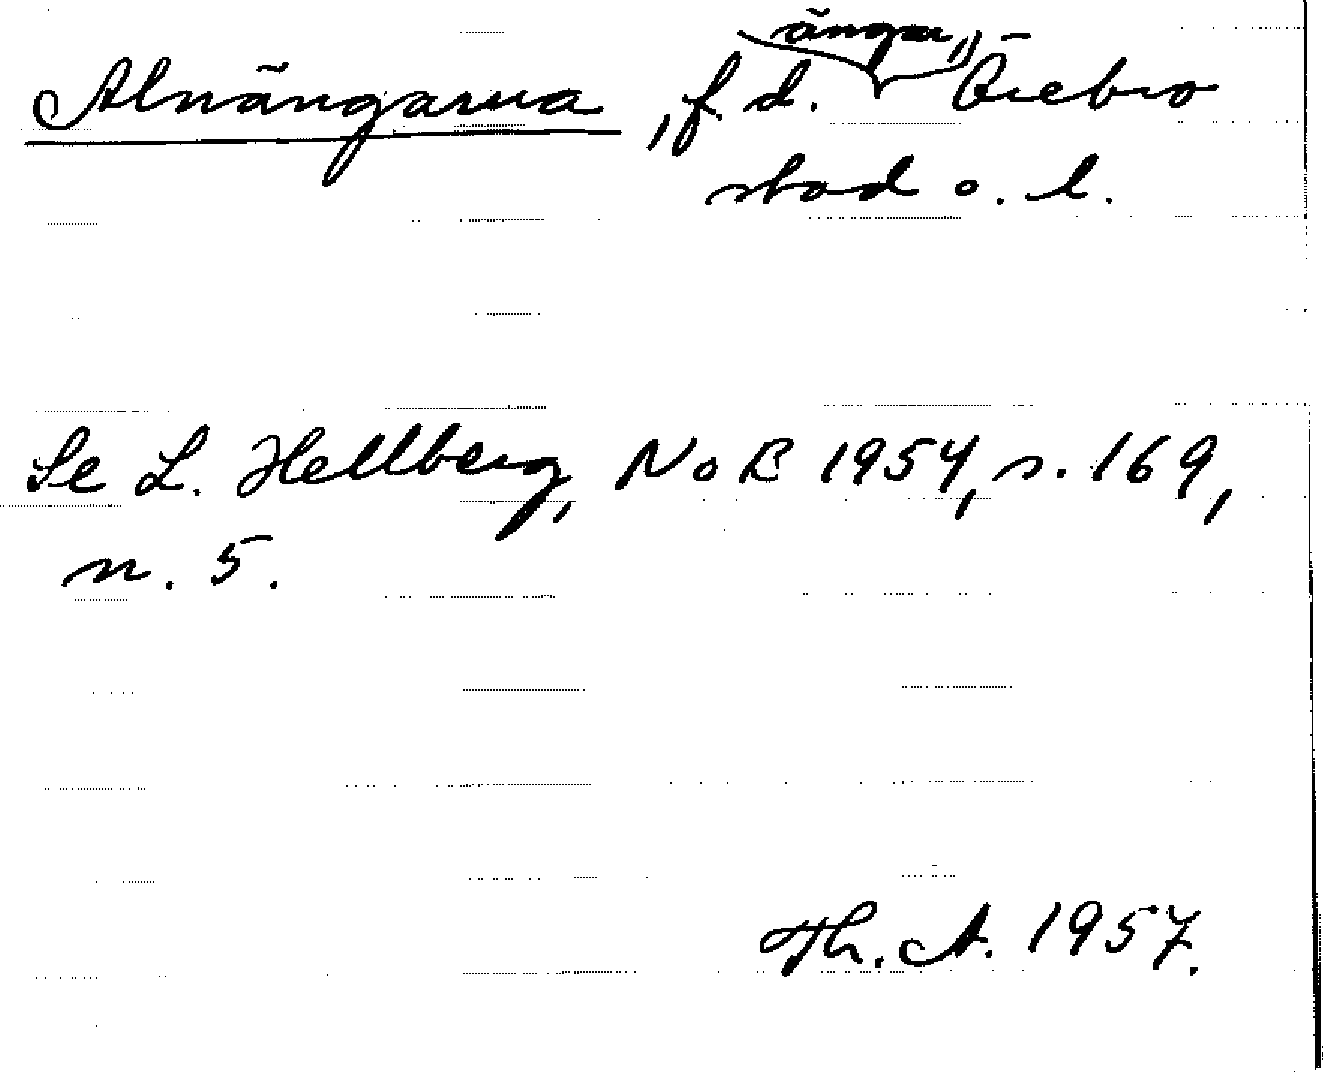 ängar,
Alnängarna, f. d. Örebro
stad o. l.
Se L. Hellberg, NoB 1954, s. 169,
n. 5.
Th. A. 1957.